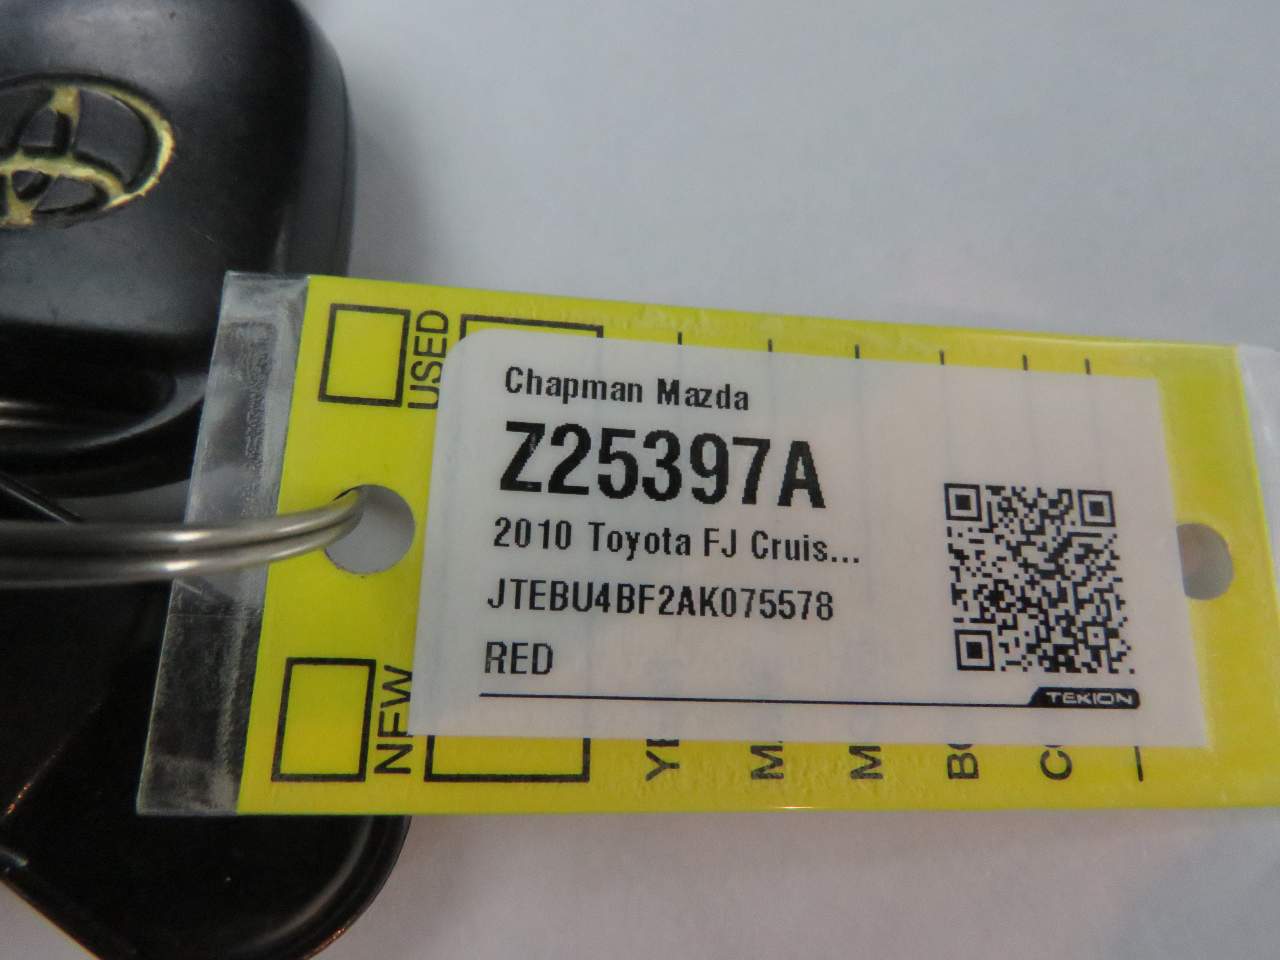 USED
Chapman Mazda
Z25397A
2010 Toyota FJ Cruis...
JTEBU4BF2AK075578
RED
TEKION
NEW